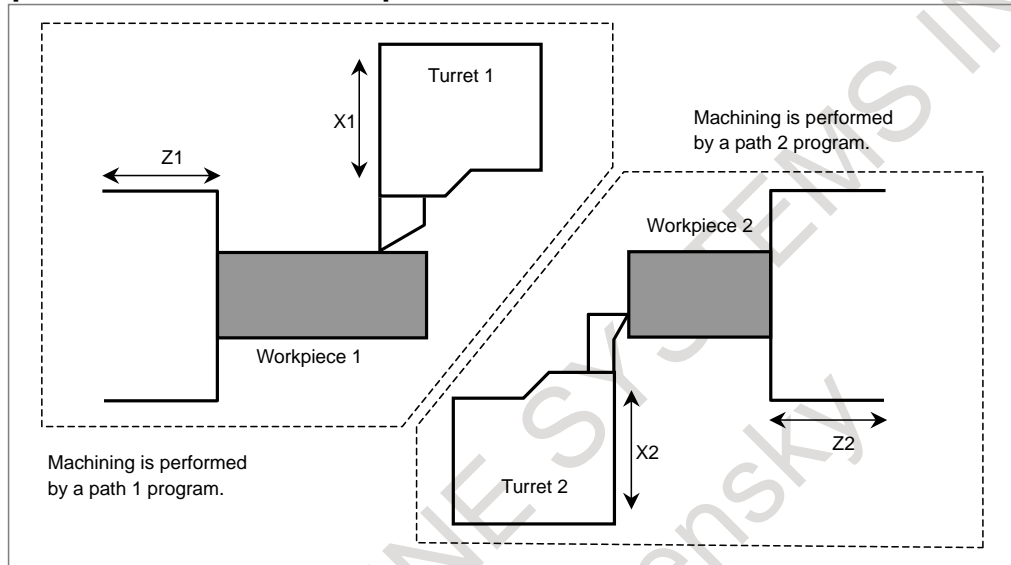 Turret 1
X1
Z1
Machining is performed
by a path 2 program.
Workpiece 2
Workpiece 1
Machining is performed
by a path 1 program.
Turret 2
X2
Z2